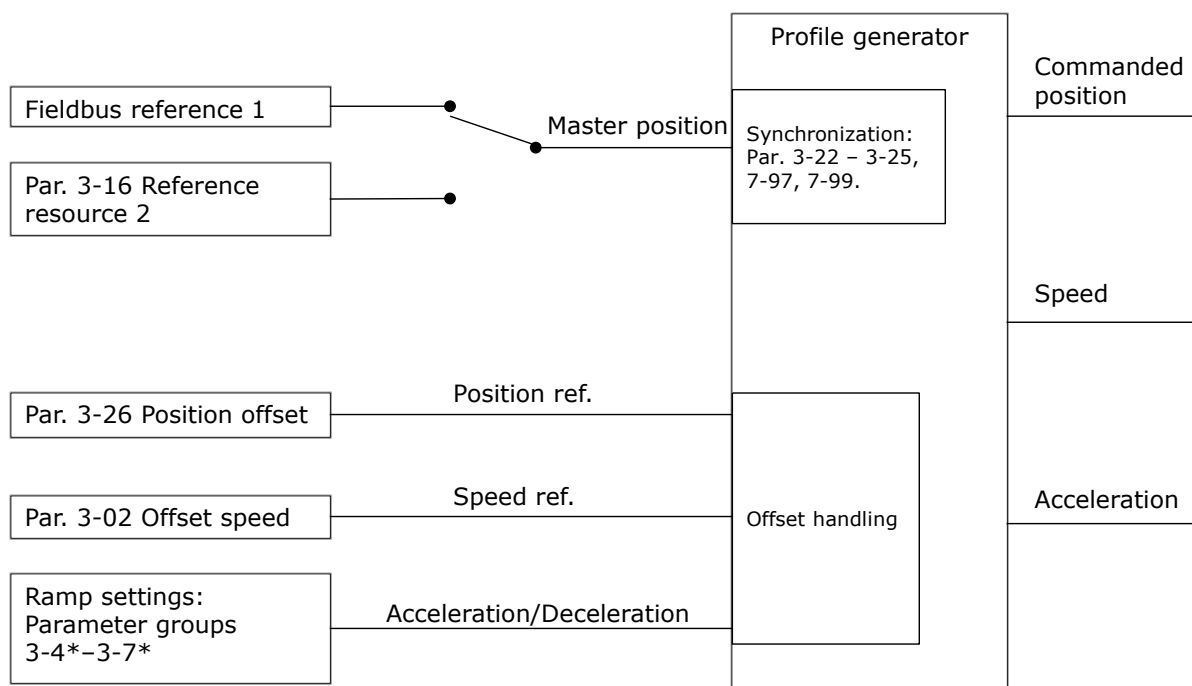 Profile generator
Commanded
position
Fieldbus reference 1
Master position
Synchronization:
Par. 3-22 – 3-25,
7-97, 7-99.
Par. 3-16 Reference
resource 2
Speed
Position ref.
Par. 3-26 Position offset
Speed ref.
Acceleration
Par. 3-02 Offset speed
Offset handling
Ramp settings:
Parameter groups
3-4*–3-7*
Acceleration/Deceleration